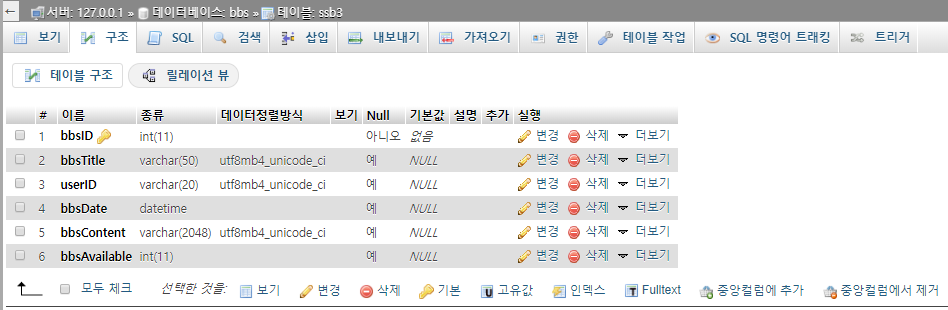 서버: 127.0.0.1 » 데이터베이스: bbs » 테이블: ssb3
보기 구조 SQL 검색 삽입 내보내기 가져오기 권한 테이블 작업 SQL 명령어 트래킹 트리거
테이블 구조 릴레이션 뷰
# 이름 종류 데이터정렬방식 보기 Null 기본값 설명 추가 실행
1 bbsID int(11) 아니오 없음 변경 삭제 더보기
2 bbsTitle varchar(50) utf8mb4_unicode_ci 예 NULL 변경 삭제 더보기
3 userID varchar(20) utf8mb4_unicode_ci 예 NULL 변경 삭제 더보기
4 bbsDate datetime 예 NULL 변경 삭제 더보기
5 bbsContent varchar(2048) utf8mb4_unicode_ci 예 NULL 변경 삭제 더보기
6 bbsAvailable int(11) 예 NULL 변경 삭제 더보기
모두 체크 선택한 것을: 보기 변경 삭제 기본 고유값 인덱스 Fulltext 중앙컬럼에 추가 중앙컬럼에서 제거